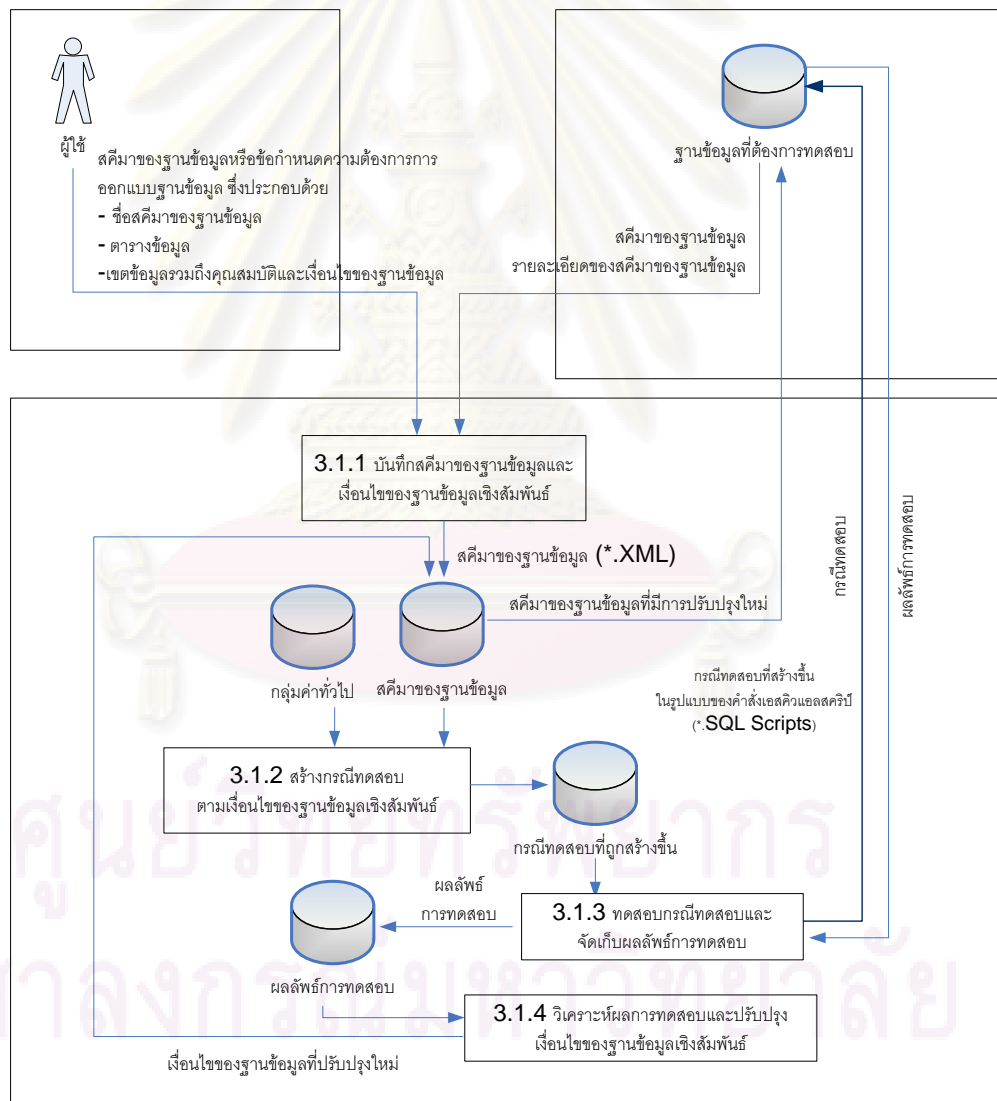 ผู้ใช้
สคีมาของฐานข้อมูลหรือข้อกำหนดความต้องการการ
ออกแบบฐานข้อมูล ซึ่งประกอบด้วย
- ชื่อสคีมาของฐานข้อมูล
- ตารางข้อมูล
-เขตข้อมูลรวมถึงคุณสมบัติและเงื่อนไขของฐานข้อมูล
ฐานข้อมูลที่ต้องการทดสอบ
สคีมาของฐานข้อมูล
รายละเอียดของสคีมาของฐานข้อมูล
3.1.1 บันทึกสคีมาของฐานข้อมูลและ
เงื่อนไขของฐานข้อมูลเชิงสัมพันธ์
กรณีทดสอบ
ผลลัพธ์การทดสอบ
สคีมาของฐานข้อมูล (*.XML)
สคีมาของฐานข้อมูลที่มีการปรับปรุงใหม่
กลุ่มค่าทั่วไป
สคีมาของฐานข้อมูล
กรณีทดสอบที่สร้างขึ้น
ในรูปแบบของคำสั่งเอสคิวแอลสคริป์
(*.SQL Scripts)
3.1.2 สร้างกรณีทดสอบ
ตามเงื่อนไขของฐานข้อมูลเชิงสัมพันธ์
กรณีทดสอบที่ถูกสร้างขึ้น
ผลลัพธ์
การทดสอบ
3.1.3 ทดสอบกรณีทดสอบและ
จัดเก็บผลลัพธ์การทดสอบ
ผลลัพธ์การทดสอบ
3.1.4 วิเคราะห์ผลการทดสอบและปรับปรุง
เงื่อนไขของฐานข้อมูลเชิงสัมพันธ์
เงื่อนไขของฐานข้อมูลที่ปรับปรุงใหม่
ศูนย์วิทยทรัพยากร
าลงกรณ์มหาวิทยาลัย